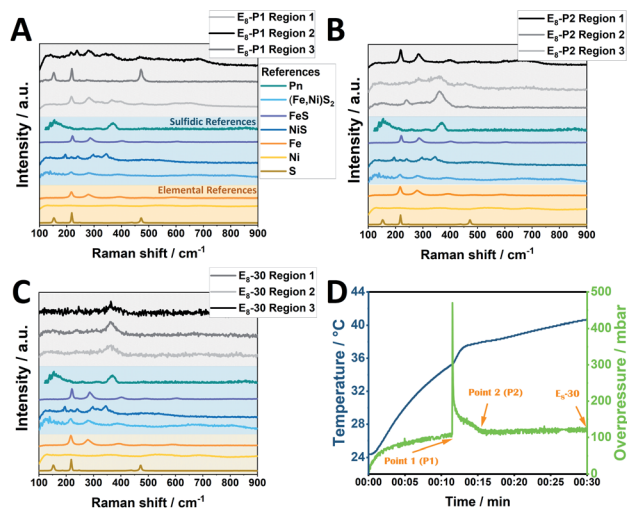 A
E₈-P1 Region 1
E₈-P1 Region 2
E₈-P1 Region 3
References
Pn
(Fe,Ni)S₂
FeS
NiS
Fe
Ni
S
Sulfidic References
Elemental References
Intensity / a.u.
100 200 300 400 500 600 700 800 900
Raman shift / cm⁻¹
B
E₈-P2 Region 1
E₈-P2 Region 2
E₈-P2 Region 3
Intensity / a.u.
100 200 300 400 500 600 700 800 900
Raman shift / cm⁻¹
C
E₈-30 Region 1
E₈-30 Region 2
E₈-30 Region 3
Intensity / a.u.
100 200 300 400 500 600 700 800 900
Raman shift / cm⁻¹
D
Temperature / °C
44
40
36
32
28
24
500
400
300
200
100
0
Overpressure / mbar
Point 2 (P2)
E₈-30
Point 1 (P1)
00:00 00:05 00:10 00:15 00:20 00:25 00:30
Time / min